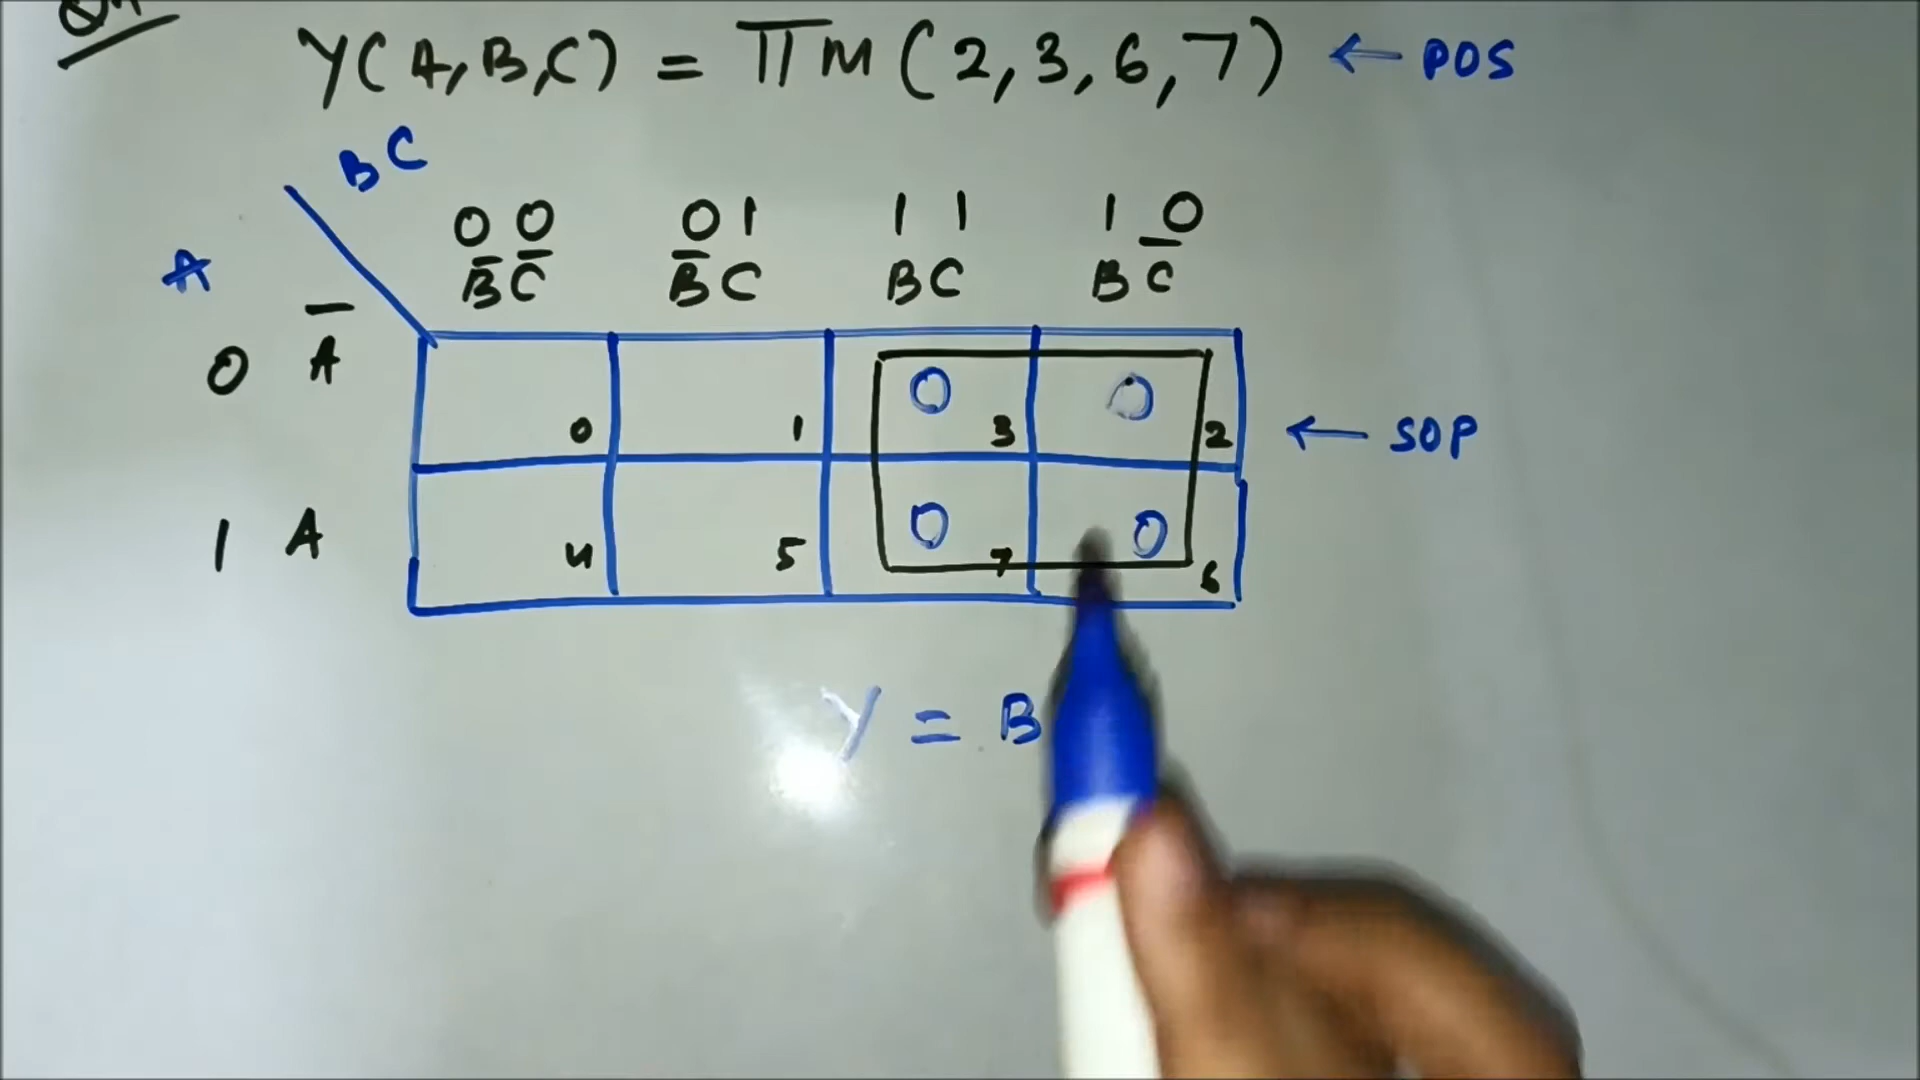 Y(A,B,C) = πM (2,3,6,7) ← POS
BC
A
00 01 11 10
B̅C̅ B̅C BC BC̅
0 A̅ 0 0
0 1 3 2
← SOP
1 A 0 0
4 5 7 6
Y = B